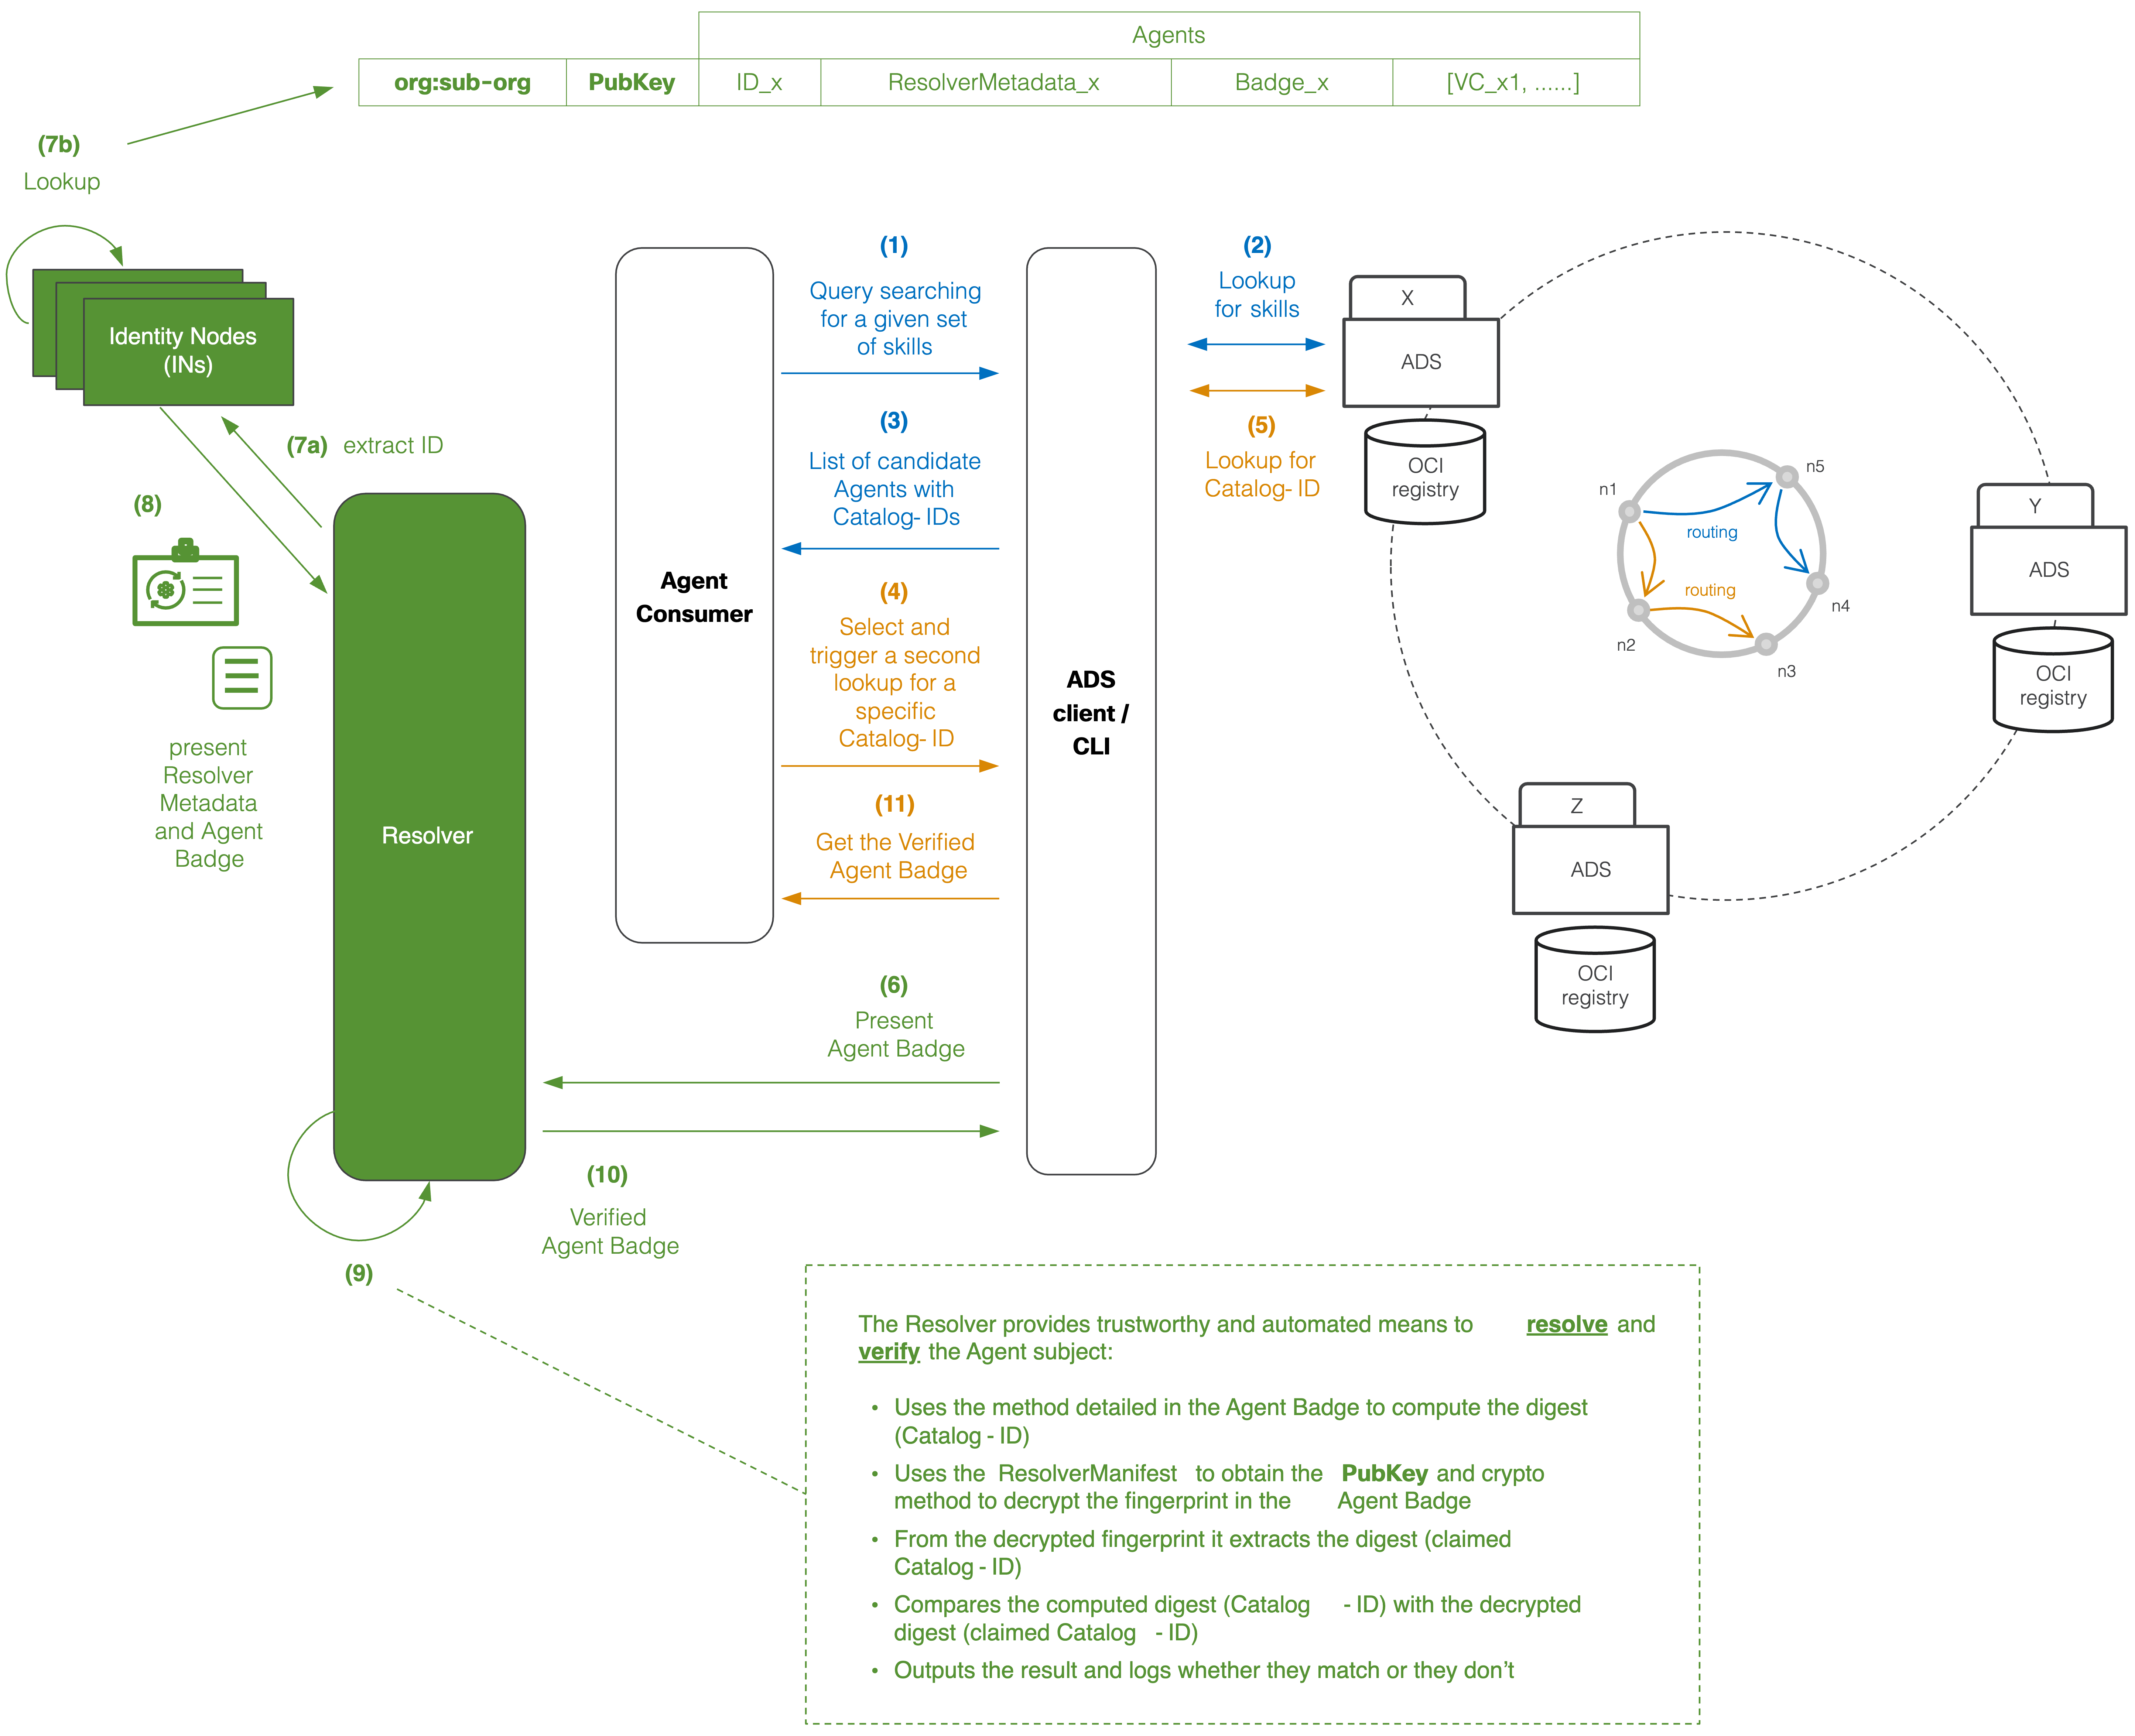 Agents
org:sub-org PubKey ID_x ResolverMetadata_x Badge_x [VC_x1, ......]
(7b)
Lookup
Identity Nodes
(INs)
(7a) extract ID
(8)
present
Resolver
Metadata
and Agent
Badge
Resolver
Agent
Consumer
(1)
Query searching
for a given set
of skills
(3)
List of candidate
Agents with
Catalog- IDs
(4)
Select and
trigger a second
lookup for a
specific
Catalog- ID
(11)
Get the Verified
Agent Badge
(6)
Present
Agent Badge
(10)
Verified
Agent Badge
(9)
ADS
client /
CLI
(2)
Lookup
for skills
(5)
Lookup for
Catalog- ID
X
ADS
OCI
registry
n1
n5
routing
n4
routing
n2
n3
Y
ADS
OCI
registry
Z
ADS
OCI
registry
The Resolver provides trustworthy and automated means to resolve and
verify the Agent subject:
• Uses the method detailed in the Agent Badge to compute the digest
(Catalog - ID)
• Uses the ResolverManifest to obtain the PubKey and crypto
method to decrypt the fingerprint in the Agent Badge
• From the decrypted fingerprint it extracts the digest (claimed
Catalog - ID)
• Compares the computed digest (Catalog - ID) with the decrypted
digest (claimed Catalog - ID)
• Outputs the result and logs whether they match or they don’t